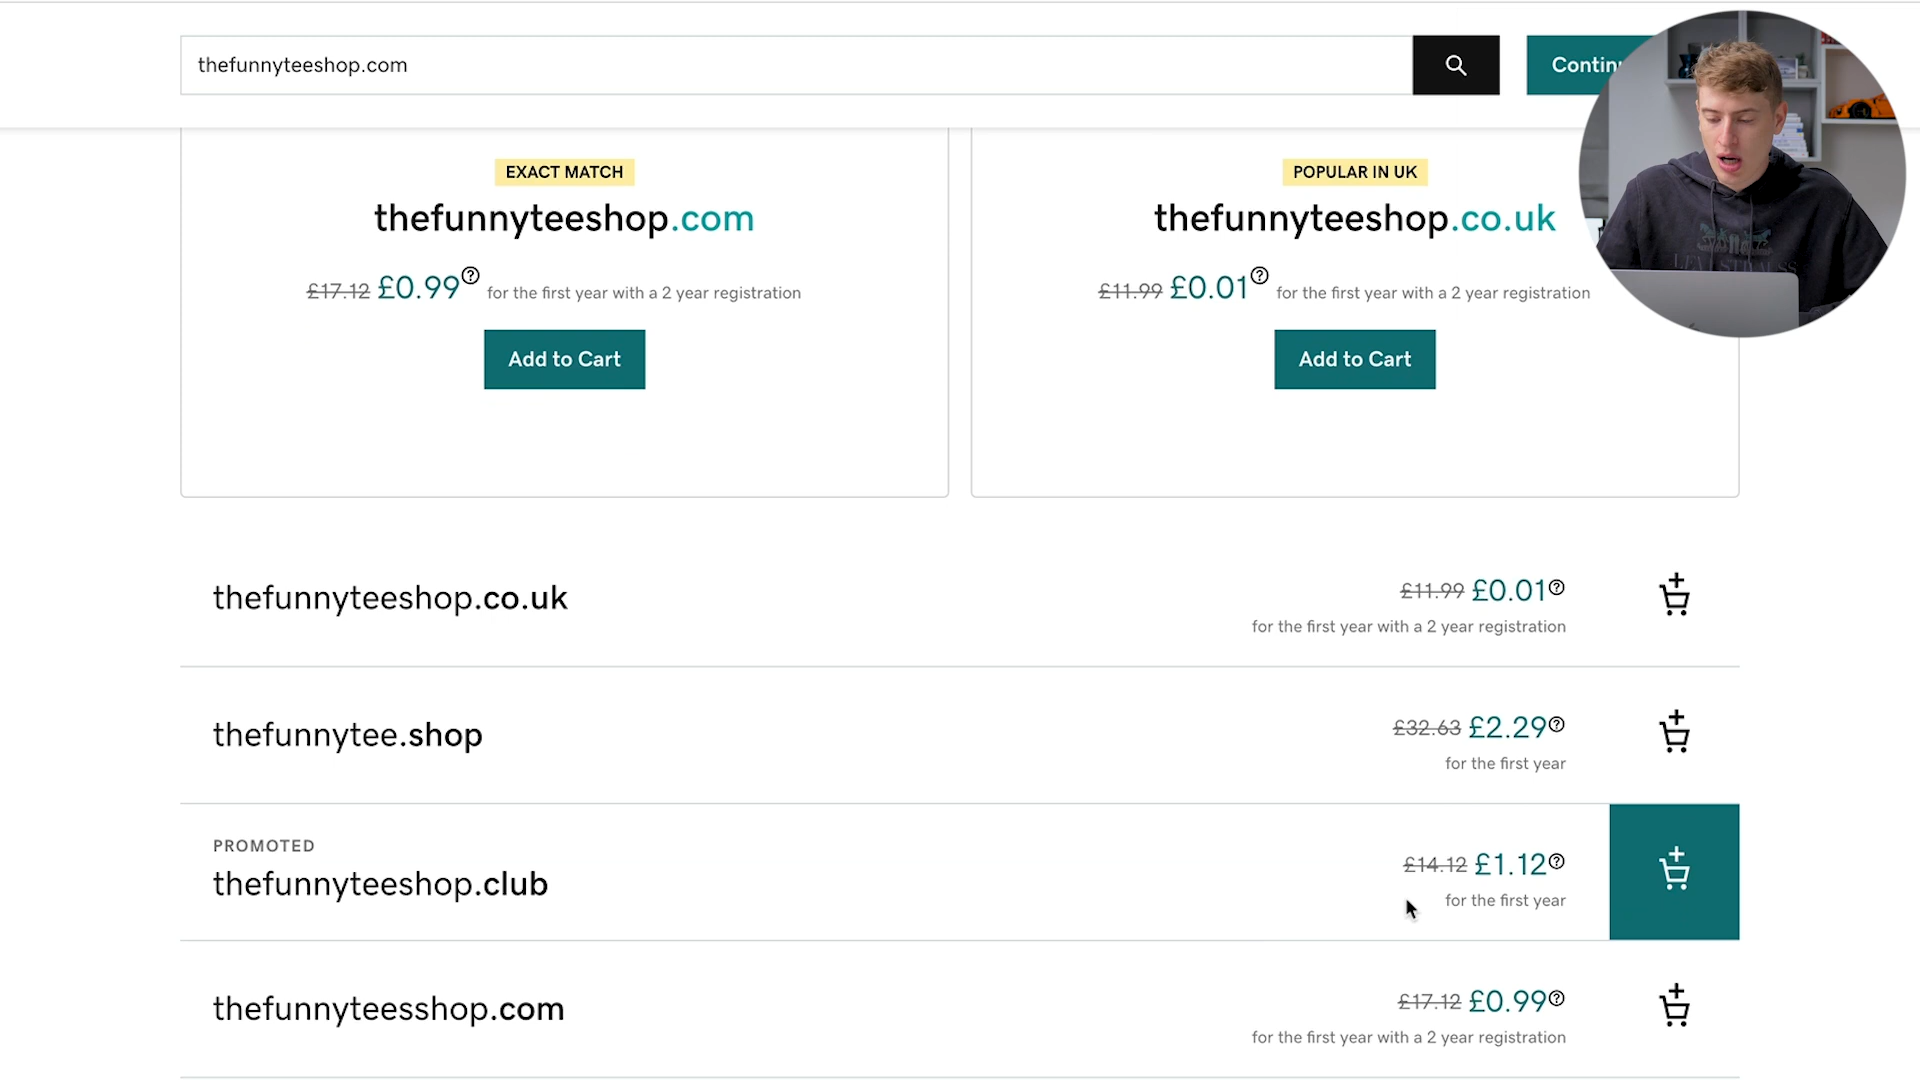 thefunnyteeshop.com
EXACT MATCH
thefunnyteeshop.com
£17.12 £0.99 for the first year with a 2 year registration
Add to Cart
POPULAR IN UK
thefunnyteeshop.co.uk
£11.99 £0.01 for the first year with a 2 year registration
Add to Cart
thefunnyteeshop.co.uk
£11.99 £0.01
for the first year with a 2 year registration
thefunnytee.shop
£32.63 £2.29
for the first year
PROMOTED
thefunnyteeshop.club
£14.12 £1.12
for the first year
thefunnyteesshop.com
£17.12 £0.99
for the first year with a 2 year registration